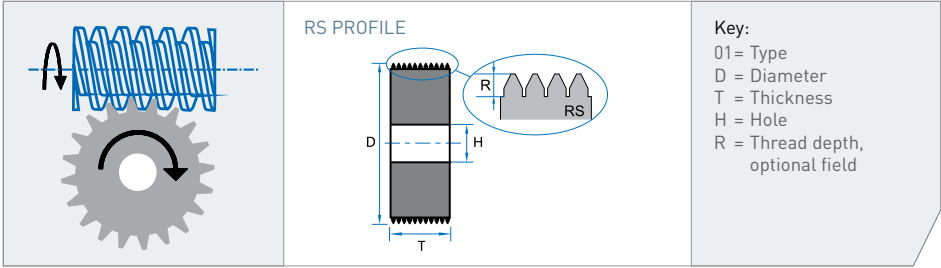 RS PROFILE
R
RS
D
H
T
Key:
01 = Type
D = Diameter
T = Thickness
H = Hole
R = Thread depth,
optional field